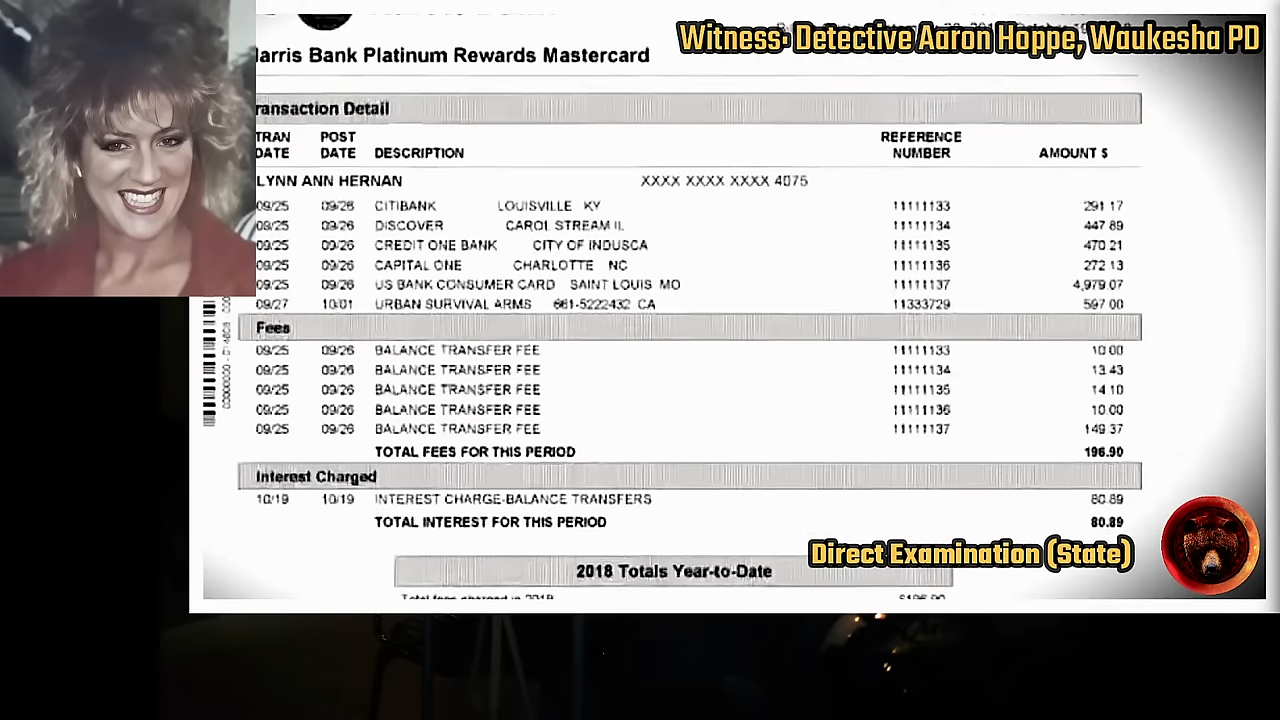 Witness: Detective Aaron Hoppe, Waukesha PD
arris Bank Platinum Rewards Mastercard
ransaction Detail
TRAN DATE POST DATE DESCRIPTION REFERENCE NUMBER AMOUNT $
LYNN ANN HERNAN XXXX XXXX XXXX 4075
09/25 09/26 CITIBANK LOUISVILLE KY 11111133 291.17
09/25 09/26 DISCOVER CAROL STREAM IL 11111134 447.89
09/25 09/26 CREDIT ONE BANK CITY OF INDUSCA 11111135 470.21
09/25 09/26 CAPITAL ONE CHARLOTTE NC 11111136 272.13
09/25 09/26 US BANK CONSUMER CARD SAINT LOUIS MO 11111137 4,979.07
09/27 10/01 URBAN SURVIVAL ARMS 661-5222432 CA 11333729 597.00
Fees
09/25 09/26 BALANCE TRANSFER FEE 11111133 10.00
09/25 09/26 BALANCE TRANSFER FEE 11111134 13.43
09/25 09/26 BALANCE TRANSFER FEE 11111135 14.10
09/25 09/26 BALANCE TRANSFER FEE 11111136 10.00
09/25 09/26 BALANCE TRANSFER FEE 11111137 149.37
TOTAL FEES FOR THIS PERIOD 196.90
Interest Charged
10/19 10/19 INTEREST CHARGE-BALANCE TRANSFERS 80.89
TOTAL INTEREST FOR THIS PERIOD 80.89
Direct Examination (State)
2018 Totals Year-to-Date
Total fees charged in 2018 $196.90